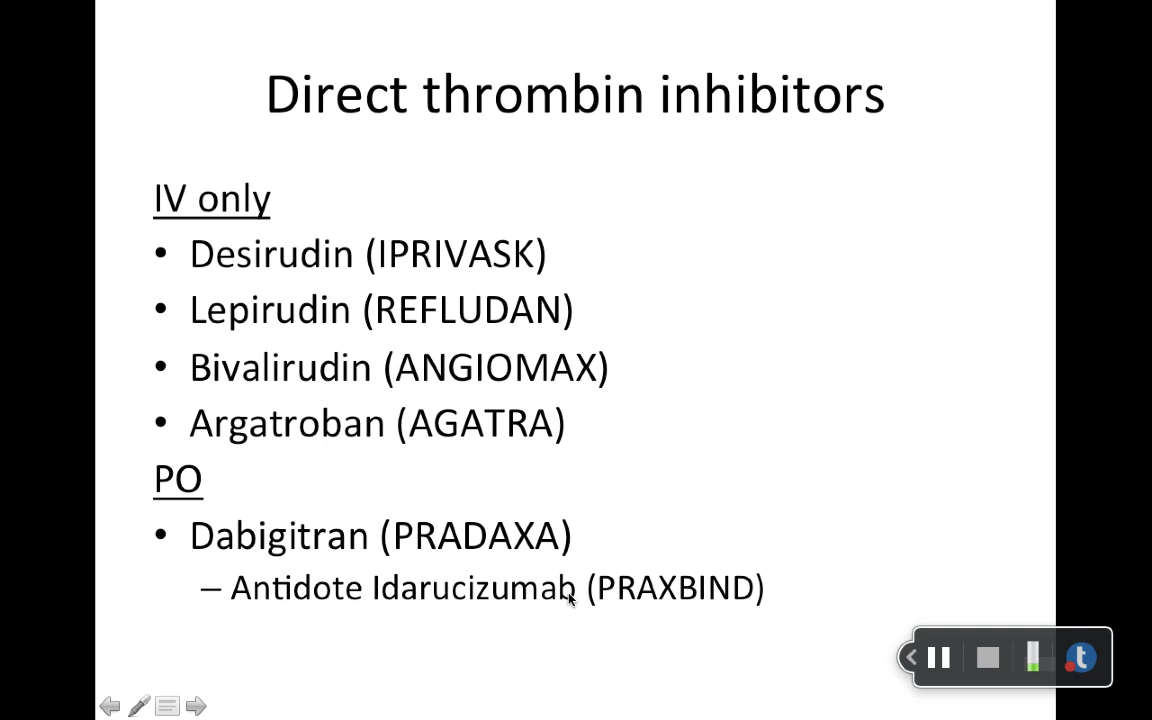 Direct thrombin inhibitors
IV only
• Desirudin (IPRIVASK)
• Lepirudin (REFLUDAN)
• Bivalirudin (ANGIOMAX)
• Argatroban (AGATRA)
PO
• Dabigitran (PRADAXA)
– Antidote Idarucizumab (PRAXBIND)
t